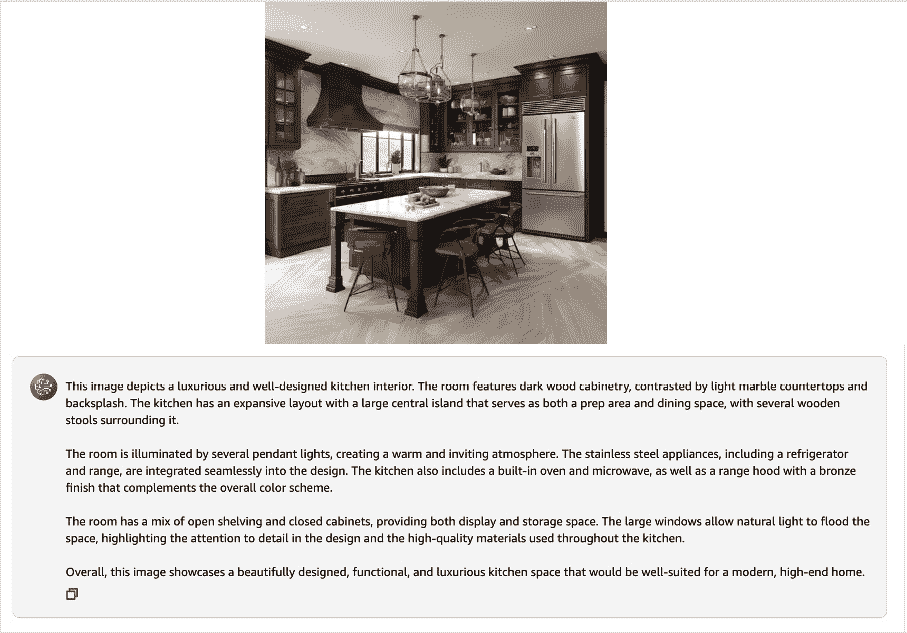 This image depicts a luxurious and well-designed kitchen interior. The room features dark wood cabinetry, contrasted by light marble countertops and
backsplash. The kitchen has an expansive layout with a large central island that serves as both a prep area and dining space, with several wooden
stools surrounding it.
The room is illuminated by several pendant lights, creating a warm and inviting atmosphere. The stainless steel appliances, including a refrigerator
and range, are integrated seamlessly into the design. The kitchen also includes a built-in oven and microwave, as well as a range hood with a bronze
finish that complements the overall color scheme.
The room has a mix of open shelving and closed cabinets, providing both display and storage space. The large windows allow natural light to flood the
space, highlighting the attention to detail in the design and the high-quality materials used throughout the kitchen.
Overall, this image showcases a beautifully designed, functional, and luxurious kitchen space that would be well-suited for a modern, high-end home.